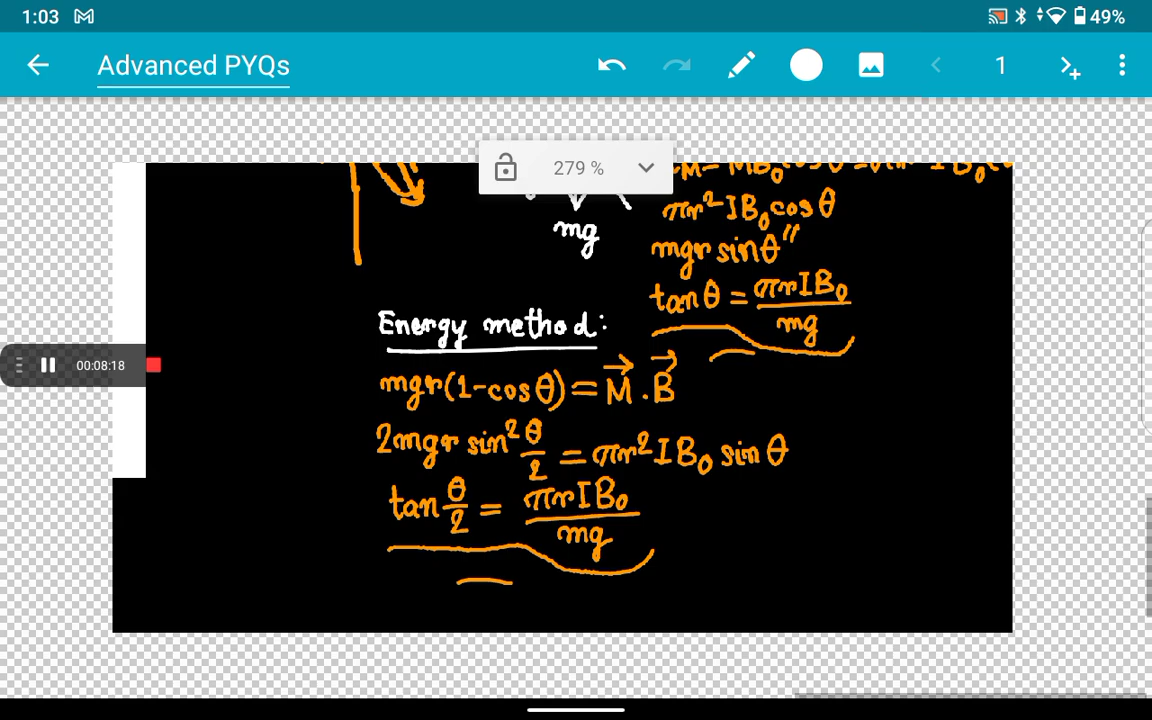 1:03
49%
Advanced PYQs
1
279 %
mg
πr²IB₀cosθ
mgr sinθ"
tanθ = πrIB₀/mg
Energy method:
00:08:18
mgr(1-cosθ) = M⃗.B⃗
2mgr sin²θ/2 = πr²IB₀ sinθ
tan θ/2 = πrIB₀/mg